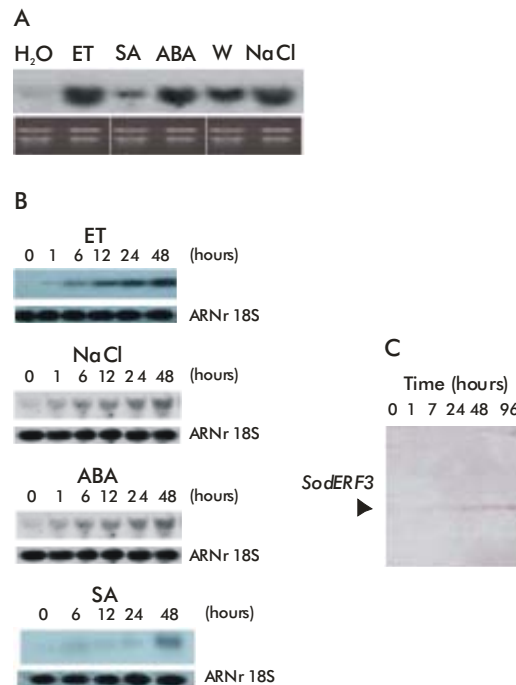 A
H₂O ET SA ABA W NaCl
B
ET
0 1 6 12 24 48 (hours)
ARNr 18S
NaCl
0 1 6 12 24 48 (hours)
ARNr 18S
ABA
0 1 6 12 24 48 (hours)
ARNr 18S
SA
0 6 12 24 48 (hours)
ARNr 18S
C
Time (hours)
0 1 7 24 48 96
SodERF3